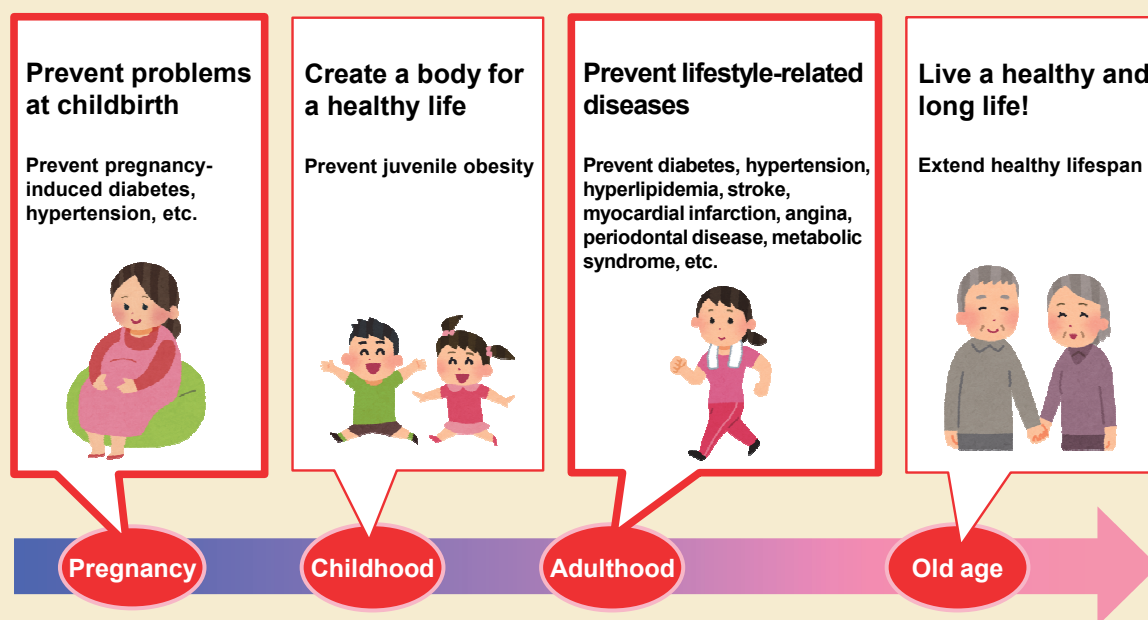 Prevent problems
at childbirth
Prevent pregnancy-
induced diabetes,
hypertension, etc.
Create a body for
a healthy life
Prevent juvenile obesity
Prevent lifestyle-related
diseases
Prevent diabetes, hypertension,
hyperlipidemia, stroke,
myocardial infarction, angina,
periodontal disease, metabolic
syndrome, etc.
Live a healthy and
long life!
Extend healthy lifespan
Pregnancy
Childhood
Adulthood
Old age